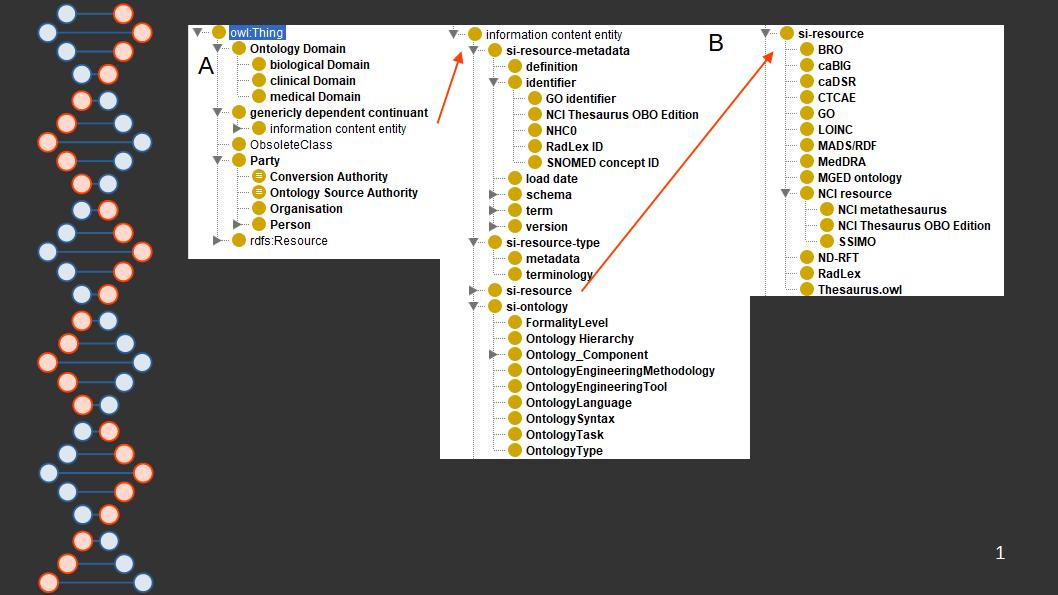 A
owl:Thing
Ontology Domain
biological Domain
clinical Domain
medical Domain
genericly dependent continuant
information content entity
ObsoleteClass
Party
Conversion Authority
Ontology Source Authority
Organisation
Person
rdfs:Resource
B
information content entity
si-resource-metadata
definition
identifier
GO identifier
NCI Thesaurus OBO Edition
NHC0
RadLex ID
SNOMED concept ID
load date
schema
term
version
si-resource-type
metadata
terminology
si-resource
si-ontology
FormalityLevel
Ontology Hierarchy
Ontology_Component
OntologyEngineeringMethodology
OntologyEngineeringTool
OntologyLanguage
OntologySyntax
OntologyTask
OntologyType
si-resource
BRO
caBIG
caDSR
CTCAE
GO
LOINC
MADS/RDF
MedDRA
MGED ontology
NCI resource
NCI metathesaurus
NCI Thesaurus OBO Edition
SSIMO
ND-RFT
RadLex
Thesaurus.owl
1